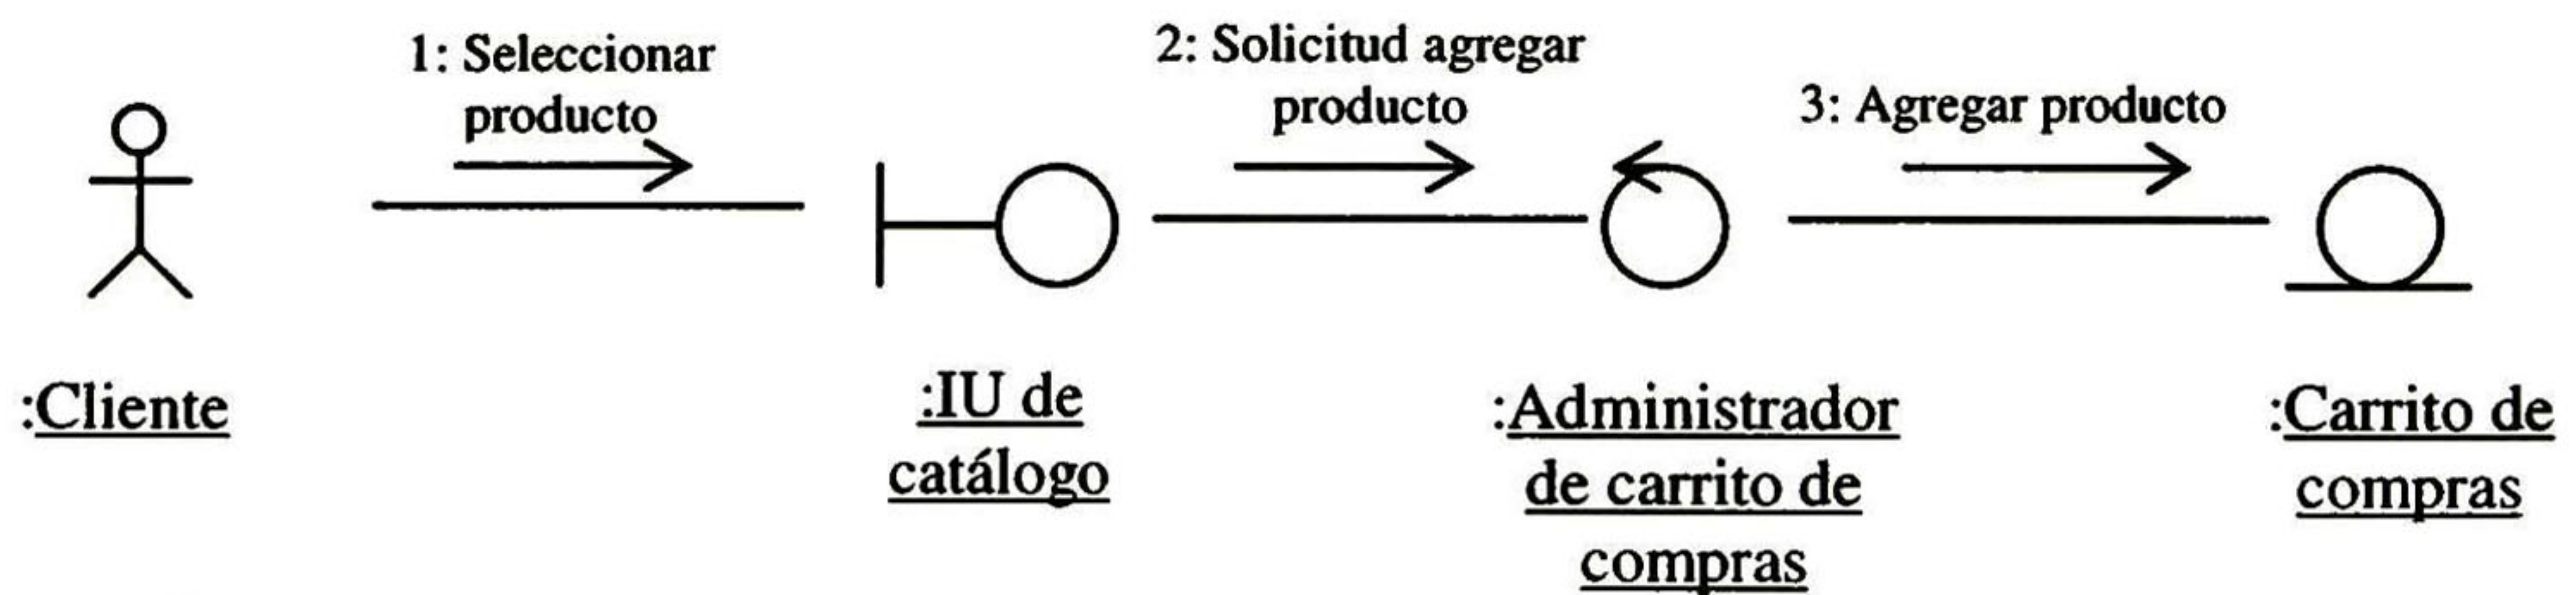 1: Seleccionar
producto
2: Solicitud agregar
producto
3: Agregar producto
:Cliente
:IU de
catálogo
:Administrador
de carrito de
compras
:Carrito de
compras